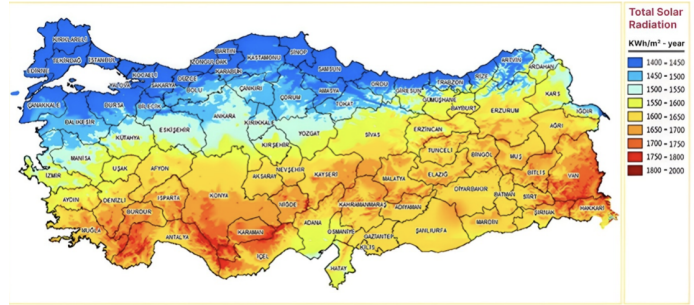 Total Solar
Radiation
KWh/m² - year
1400 - 1450
1450 - 1500
1500 - 1550
1550 - 1600
1600 - 1650
1650 - 1700
1700 - 1750
1750 - 1800
1800 - 2000
KIRKLARELİ
EDİRNE
TEKİRDAĞ
İSTANBUL
KOCAELİ
SAKARYA
DÜZCE
BOLU
ZONGULDAK
BARTIN
KARABÜK
KASTAMONU
SİNOP
SAMSUN
ORDU
GİRESUN
TRABZON
RİZE
ARTVİN
ARDAHAN
KARS
IĞDIR
ÇANAKKALE
BURSA
BİLECİK
ÇANKIRI
ÇORUM
AMASYA
TOKAT
GÜMÜŞHANE
BAYBURT
ERZURUM
AĞRI
BALIKESİR
KÜTAHYA
ESKİŞEHİR
ANKARA
KIRIKKALE
YOZGAT
SİVAS
ERZİNCAN
KIRŞEHİR
TUNCELİ
BİNGÖL
MUŞ
MANİSA
İZMİR
UŞAK
AFYON
AKSARAY
NEVŞEHİR
KAYSERİ
MALATYA
ELAZIĞ
BİTLİS
VAN
AYDIN
DENİZLİ
ISPARTA
BURDUR
KONYA
NİĞDE
KAHRAMANMARAŞ
ADIYAMAN
DİYARBAKIR
BATMAN
SİİRT
ŞIRNAK
HAKKARİ
MUĞLA
ANTALYA
KARAMAN
İÇEL
ADANA
OSMANİYE
GAZİANTEP
KİLİS
ŞANLIURFA
MARDİN
HATAY